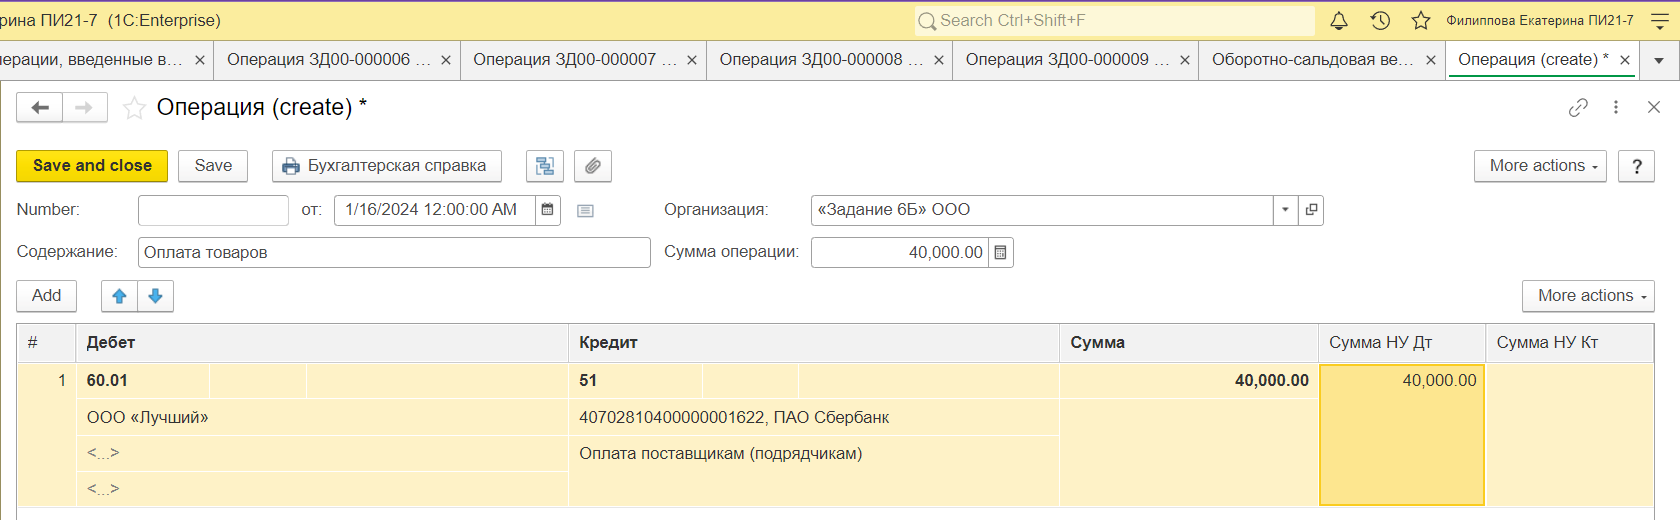 рина ПИ21-7 (1C:Enterprise) Search Ctrl+Shift+F Филиппова Екатерина ПИ21-7
перации, введенные в... × Операция ЗД00-000006 ... × Операция ЗД00-000007 ... × Операция ЗД00-000008 ... × Операция ЗД00-000009 ... × Оборотно-сальдовая ве... × Операция (create) * ×
Операция (create) *
Save and close Save Бухгалтерская справка More actions ?
Number: от: 1/16/2024 12:00:00 AM Организация: «Задание 6Б» ООО
Содержание: Оплата товаров Сумма операции: 40,000.00
Add More actions
# Дебет Кредит Сумма Сумма НУ Дт Сумма НУ Кт
1 60.01 51 40,000.00 40,000.00
ООО «Лучший» 40702810400000001622, ПАО Сбербанк
<...> Оплата поставщикам (подрядчикам)
<...>